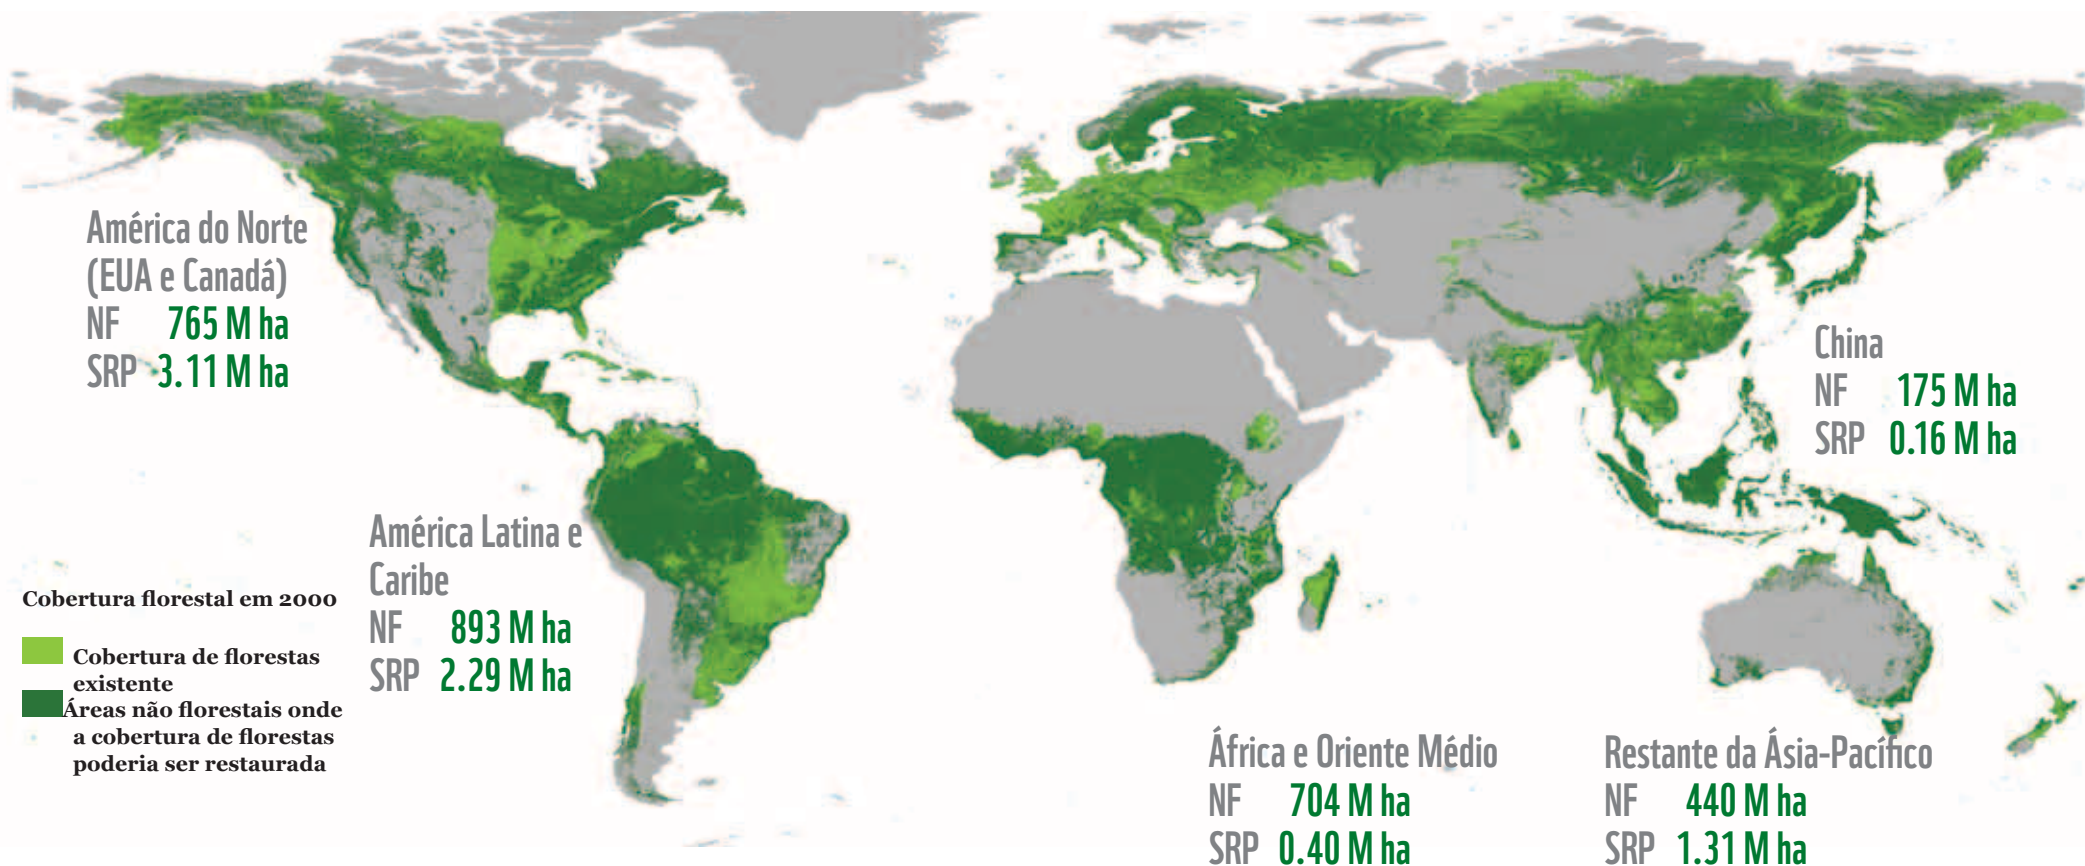 América do Norte
(EUA e Canadá)
NF 765 M ha
SRP 3.11 M ha
China
NF 175 M ha
SRP 0.16 M ha
América Latina e
Caribe
NF 893 M ha
SRP 2.29 M ha
Cobertura florestal em 2000
Cobertura de florestas
existente
Áreas não florestais onde
a cobertura de florestas
poderia ser restaurada
África e Oriente Médio
NF 704 M ha
SRP 0.40 M ha
Restante da Ásia-Pacífico
NF 440 M ha
SRP 1.31 M ha